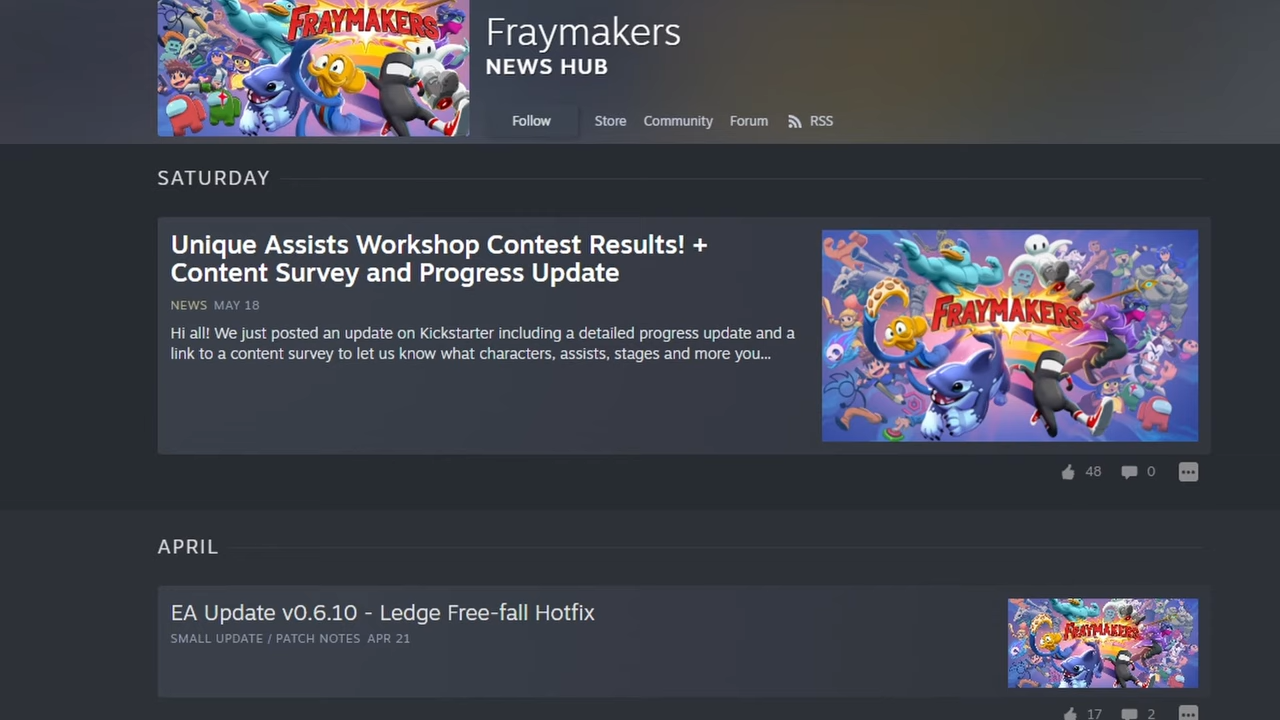 FRAYMAKERS
Fraymakers
NEWS HUB
Follow
Store
Community
Forum
RSS
SATURDAY
Unique Assists Workshop Contest Results! +
Content Survey and Progress Update
NEWS MAY 18
Hi all! We just posted an update on Kickstarter including a detailed progress update and a
link to a content survey to let us know what characters, assists, stages and more you...
FRAYMAKERS
48
0
APRIL
EA Update v0.6.10 - Ledge Free-fall Hotfix
SMALL UPDATE / PATCH NOTES APR 21
FRAYMAKERS
17
2